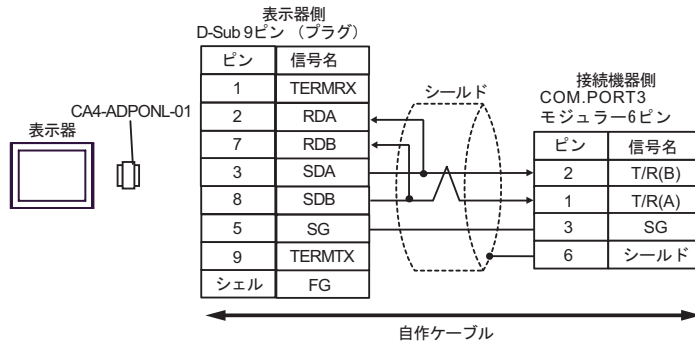 表示器側
D-Sub 9ピン （プラグ）
ピン 信号名
1 TERMRX
2 RDA
7 RDB
3 SDA
8 SDB
5 SG
9 TERMTX
シェル FG
CA4-ADPONL-01
表示器
シールド
接続機器側
COM.PORT3
モジュラー6ピン
ピン 信号名
2 T/R(B)
1 T/R(A)
3 SG
6 シールド
自作ケーブル